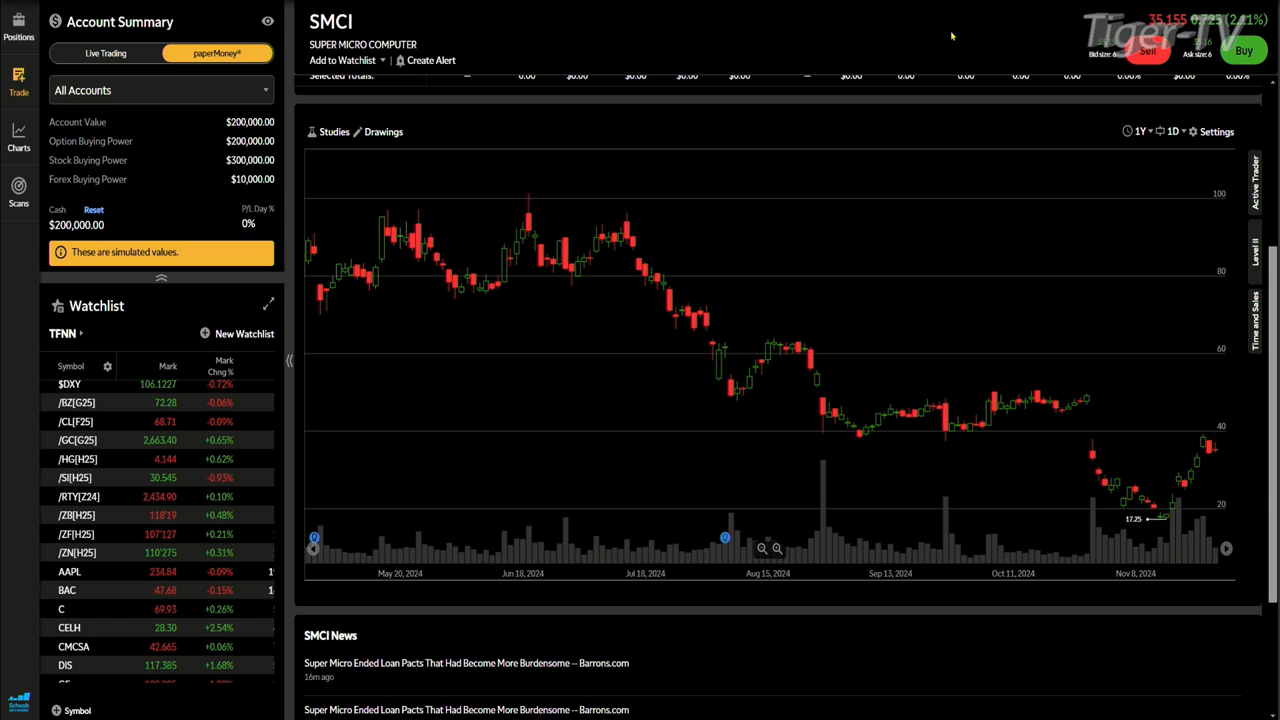 Positions
Trade
Charts
Scans
Schwab
NETWORK
Account Summary
Live Trading
paperMoney®
All Accounts
Account Value $200,000.00
Option Buying Power $200,000.00
Stock Buying Power $300,000.00
Forex Buying Power $10,000.00
Cash Reset P/L Day %
$200,000.00 0%
These are simulated values.
Watchlist
TFNN New Watchlist
Symbol Mark Mark Chng %
$DXY 106.1227 -0.72%
/BZ[G25] 72.28 -0.06%
/CL[F25] 68.71 -0.09%
/GC[G25] 2,663.40 +0.65%
/HG[H25] 4.144 +0.62%
/SI[H25] 30.545 -0.93%
/RTY[Z24] 2,434.90 +0.10%
/ZB[H25] 118'19 +0.48%
/ZF[H25] 107'127 +0.21%
/ZN[H25] 110'275 +0.31%
AAPL 234.84 -0.09%
BAC 47.68 -0.15%
C 69.93 +0.26%
CELH 28.30 +2.54%
CMCSA 42.665 +0.06%
DIS 117.385 +1.68%
Symbol
SMCI
SUPER MICRO COMPUTER
Add to Watchlist Create Alert
35.155 0.725 (2.11%)
Tiger-TV
Bid size: 6 Sell Ask size: 6 Buy
Selected Totals: -- 0.00 $0.00 $0.00 $0.00 $0.00 -- 0.00 0.00 0.00 0.00 0.00% $0.00 0.00%
Studies Drawings 1Y 1D Settings
100
80
60
40
20
17.25
May 20, 2024 Jun 18, 2024 Jul 18, 2024 Aug 15, 2024 Sep 13, 2024 Oct 11, 2024 Nov 8, 2024
Active Trader
Level II
Time and Sales
SMCI News
Super Micro Ended Loan Pacts That Had Become More Burdensome -- Barrons.com
16m ago
Super Micro Ended Loan Pacts That Had Become More Burdensome -- Barrons.com